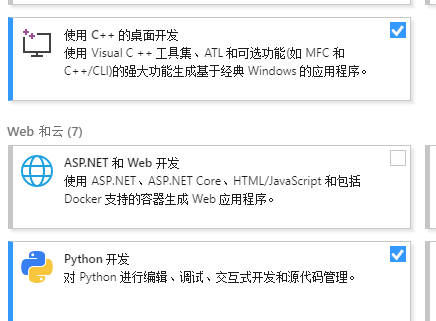 使用 C++ 的桌面开发
使用 Visual C ++ 工具集、ATL 和可选功能(如 MFC 和
C++/CLI)的强大功能生成基于经典 Windows 的应用程序。
Web 和云 (7)
ASP.NET 和 Web 开发
使用 ASP.NET、ASP.NET Core、HTML/JavaScript 和包括
Docker 支持的容器生成 Web 应用程序。
Python 开发
对 Python 进行编辑、调试、交互式开发和源代码管理。